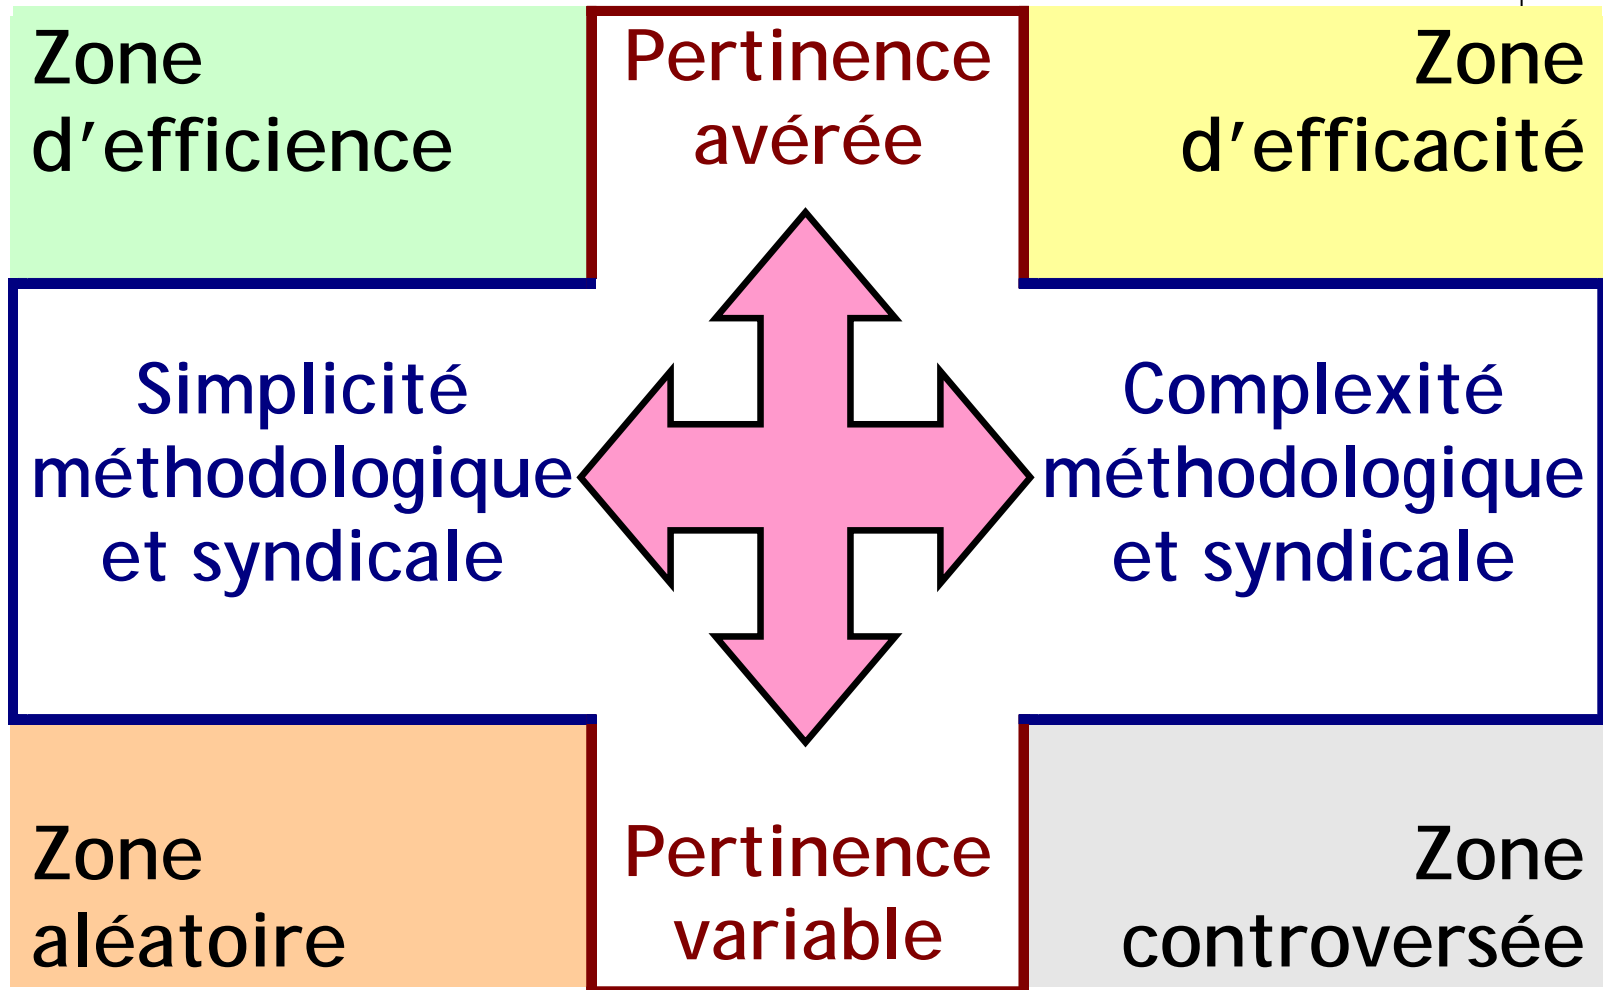 Zone
d'efficience
Pertinence
avérée
Zone
d'efficacité
Simplicité
méthodologique
et syndicale
Complexité
méthodologique
et syndicale
Zone
aléatoire
Pertinence
variable
Zone
controversée